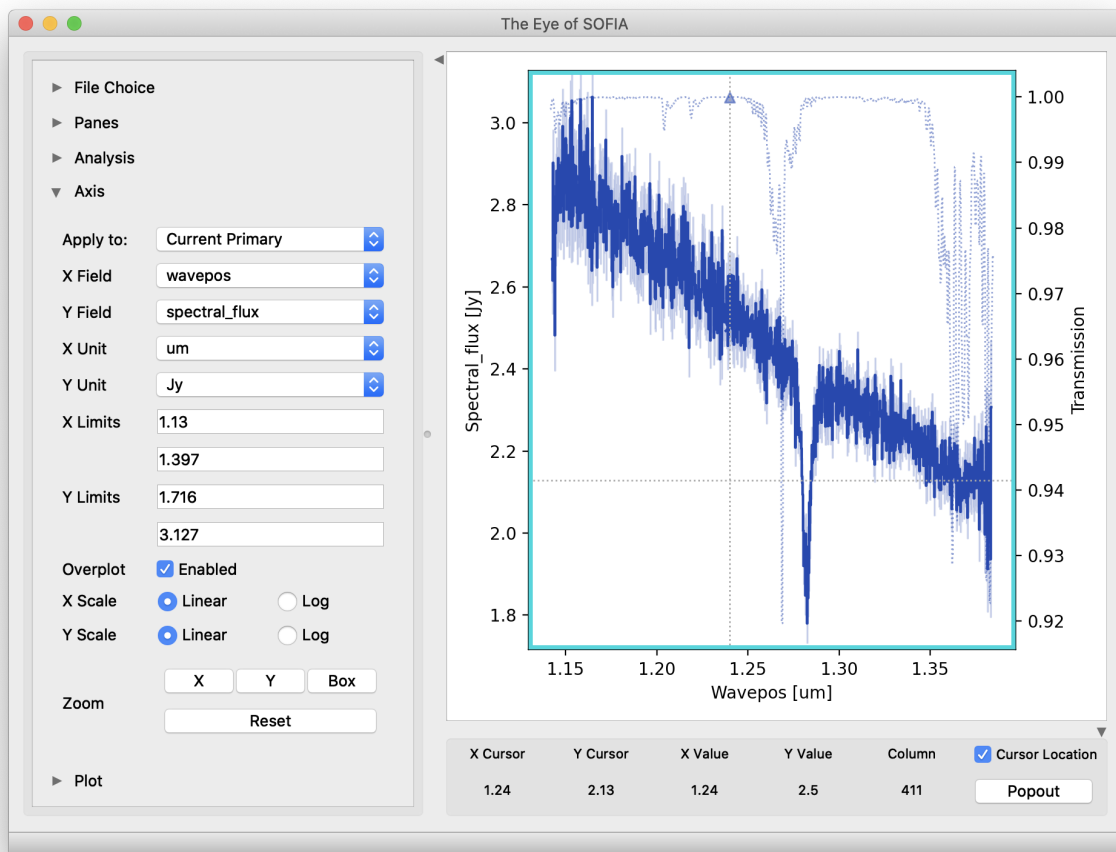 The Eye of SOFIA
File Choice
Panes
Analysis
Axis
Apply to: Current Primary
X Field wavepos
Y Field spectral_flux
X Unit um
Y Unit Jy
X Limits 1.13
1.397
Y Limits 1.716
3.127
Overplot Enabled
X Scale Linear Log
Y Scale Linear Log
Zoom X Y Box
Reset
Plot
Spectral_flux [Jy]
3.0
2.8
2.6
2.4
2.2
2.0
1.8
1.15 1.20 1.25 1.30 1.35
Wavepos [um]
1.00
0.99
0.98
0.97
0.96
0.95
0.94
0.93
0.92
Transmission
X Cursor Y Cursor X Value Y Value Column Cursor Location
1.24 2.13 1.24 2.5 411 Popout